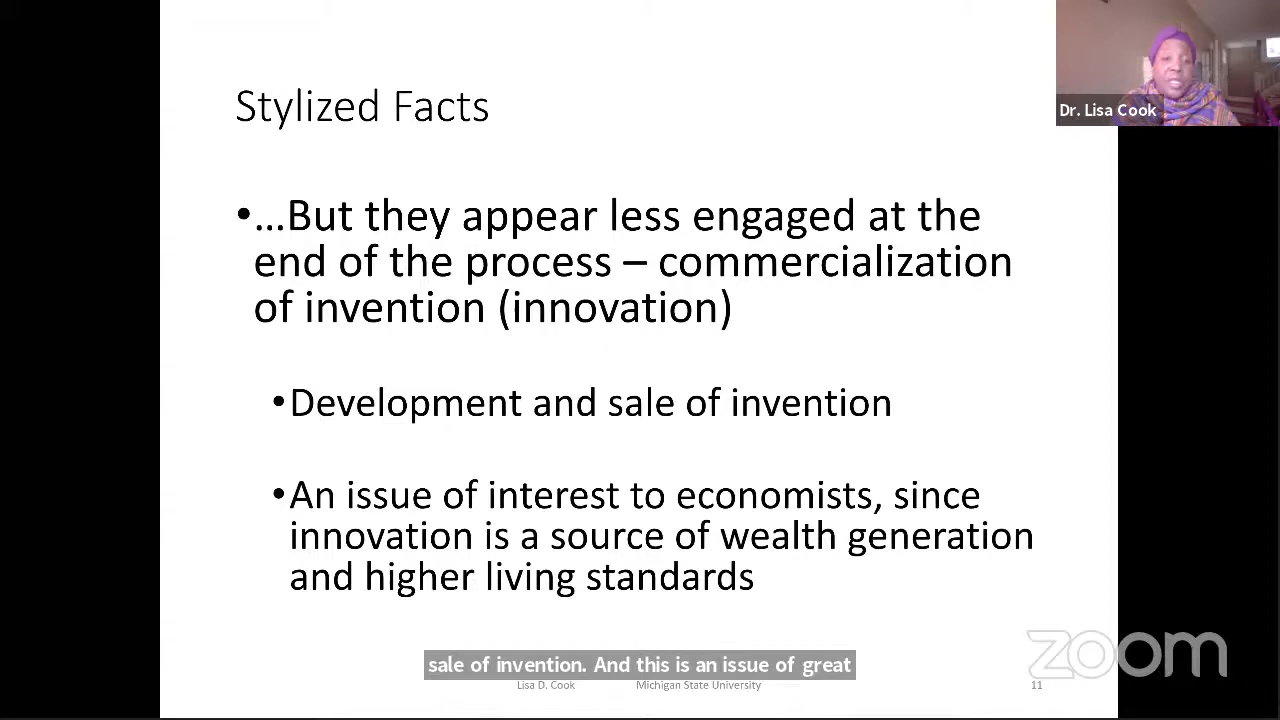 Stylized Facts
Dr. Lisa Cook
•…But they appear less engaged at the
end of the process – commercialization
of invention (innovation)
•Development and sale of invention
•An issue of interest to economists, since
innovation is a source of wealth generation
and higher living standards
sale of invention. And this is an issue of great
Lisa D. Cook Michigan State University 11
zoom